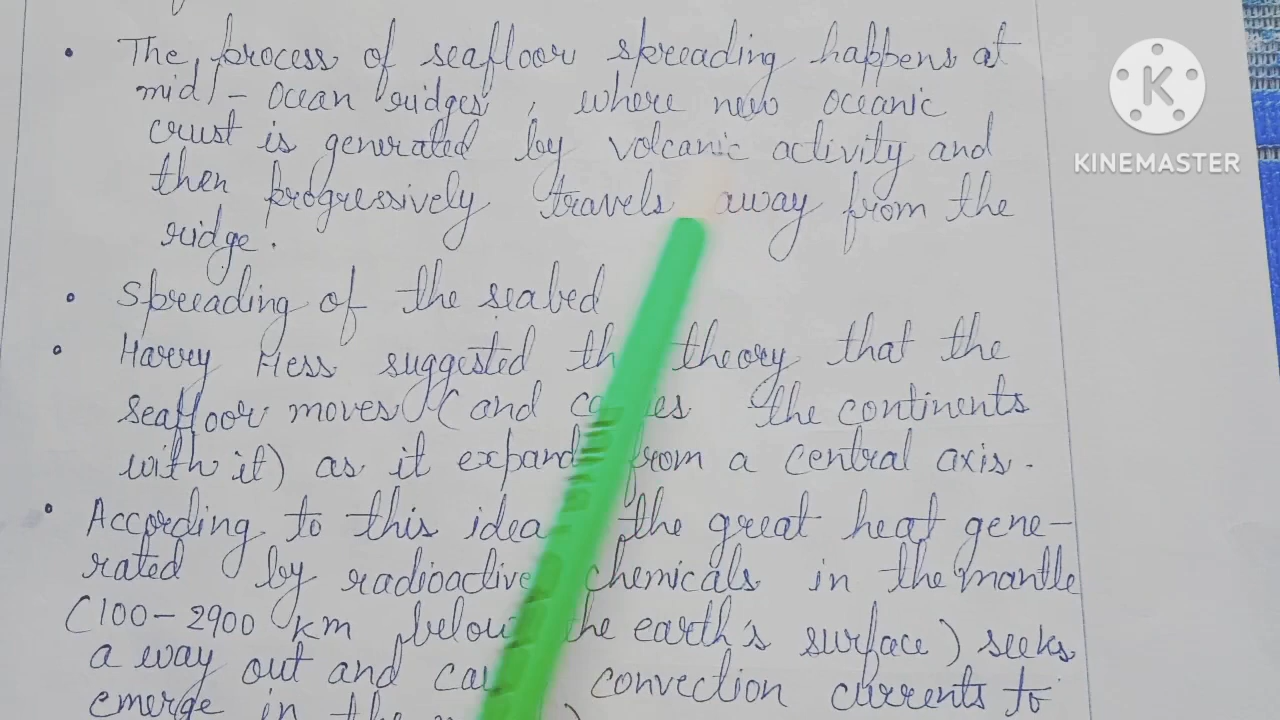 • The process of seafloor spreading happens at
mid-ocean ridges, where new oceanic
crust is generated by volcanic activity and
then progressively travels away from the
ridge.
• Spreading of the seabed
• Harry Hess suggested the theory that the
seafloor moves (and carries the continents
with it) as it expands from a central axis.
• According to this idea the great heat gene-
rated by radioactive chemicals in the mantle
(100-2900 km below the earth's surface) seeks
a way out and convection currents to
emerge in the
K
KINEMASTER